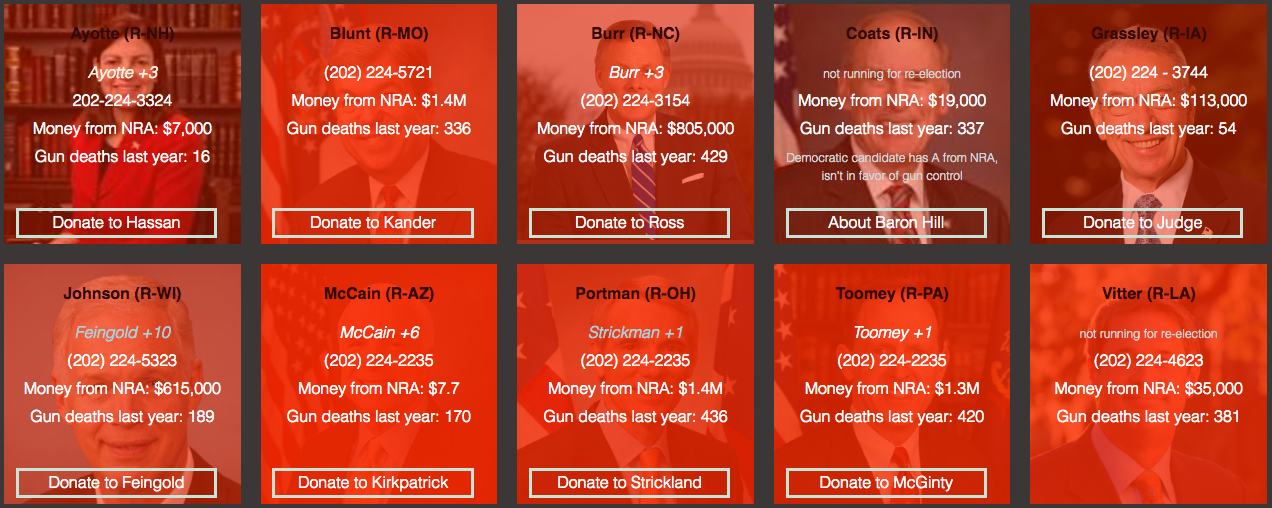 Ayotte (R-NH)
Ayotte +3
202-224-3324
Money from NRA: $7,000
Gun deaths last year: 16
Donate to Hassan
Blunt (R-MO)
(202) 224-5721
Money from NRA: $1.4M
Gun deaths last year: 336
Donate to Kander
Burr (R-NC)
Burr +3
(202) 224-3154
Money from NRA: $805,000
Gun deaths last year: 429
Donate to Ross
Coats (R-IN)
not running for re-election
Money from NRA: $19,000
Gun deaths last year: 337
Democratic candidate has A from NRA,
isn't in favor of gun control
About Baron Hill
Grassley (R-IA)
(202) 224 - 3744
Money from NRA: $113,000
Gun deaths last year: 54
Donate to Judge
Johnson (R-WI)
Feingold +10
(202) 224-5323
Money from NRA: $615,000
Gun deaths last year: 189
Donate to Feingold
McCain (R-AZ)
McCain +6
(202) 224-2235
Money from NRA: $7.7
Gun deaths last year: 170
Donate to Kirkpatrick
Portman (R-OH)
Strickman +1
(202) 224-2235
Money from NRA: $1.4M
Gun deaths last year: 436
Donate to Strickland
Toomey (R-PA)
Toomey +1
(202) 224-2235
Money from NRA: $1.3M
Gun deaths last year: 420
Donate to McGinty
Vitter (R-LA)
not running for re-election
(202) 224-4623
Money from NRA: $35,000
Gun deaths last year: 381